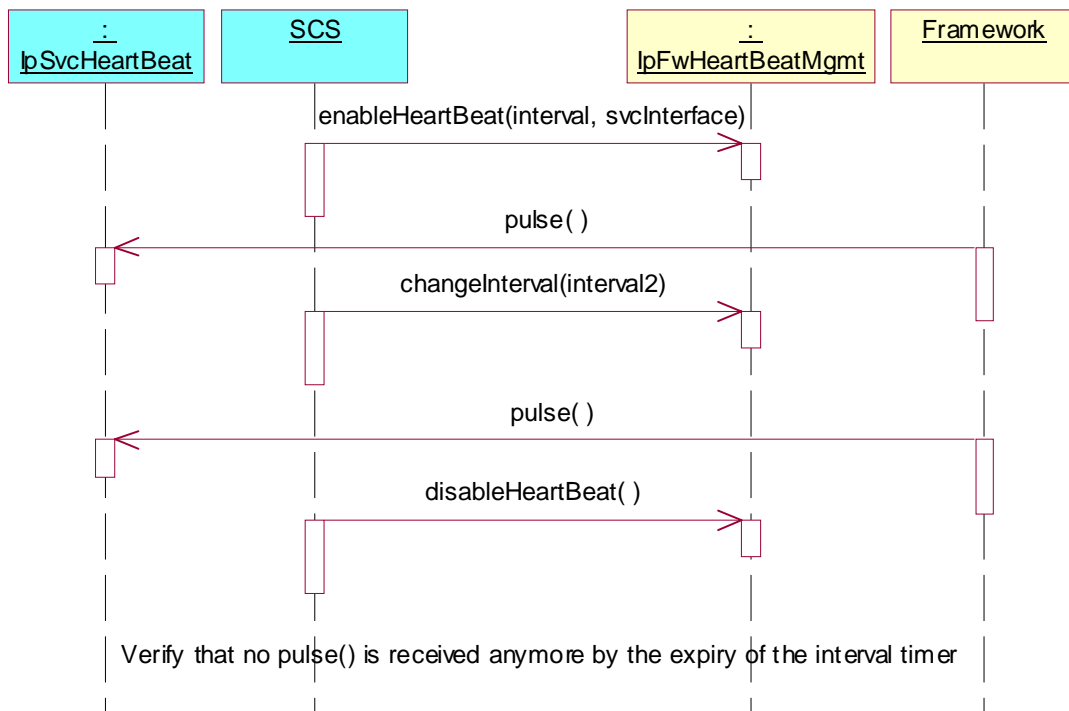 :
IpSvcHeartBeat
SCS
:
IpFwHeartBeatMgmt
Framework
enableHeartBeat(interval, svcInterface)
pulse( )
changeInterval(interval2)
pulse( )
disableHeartBeat( )
Verify that no pulse() is received anymore by the expiry of the interval timer